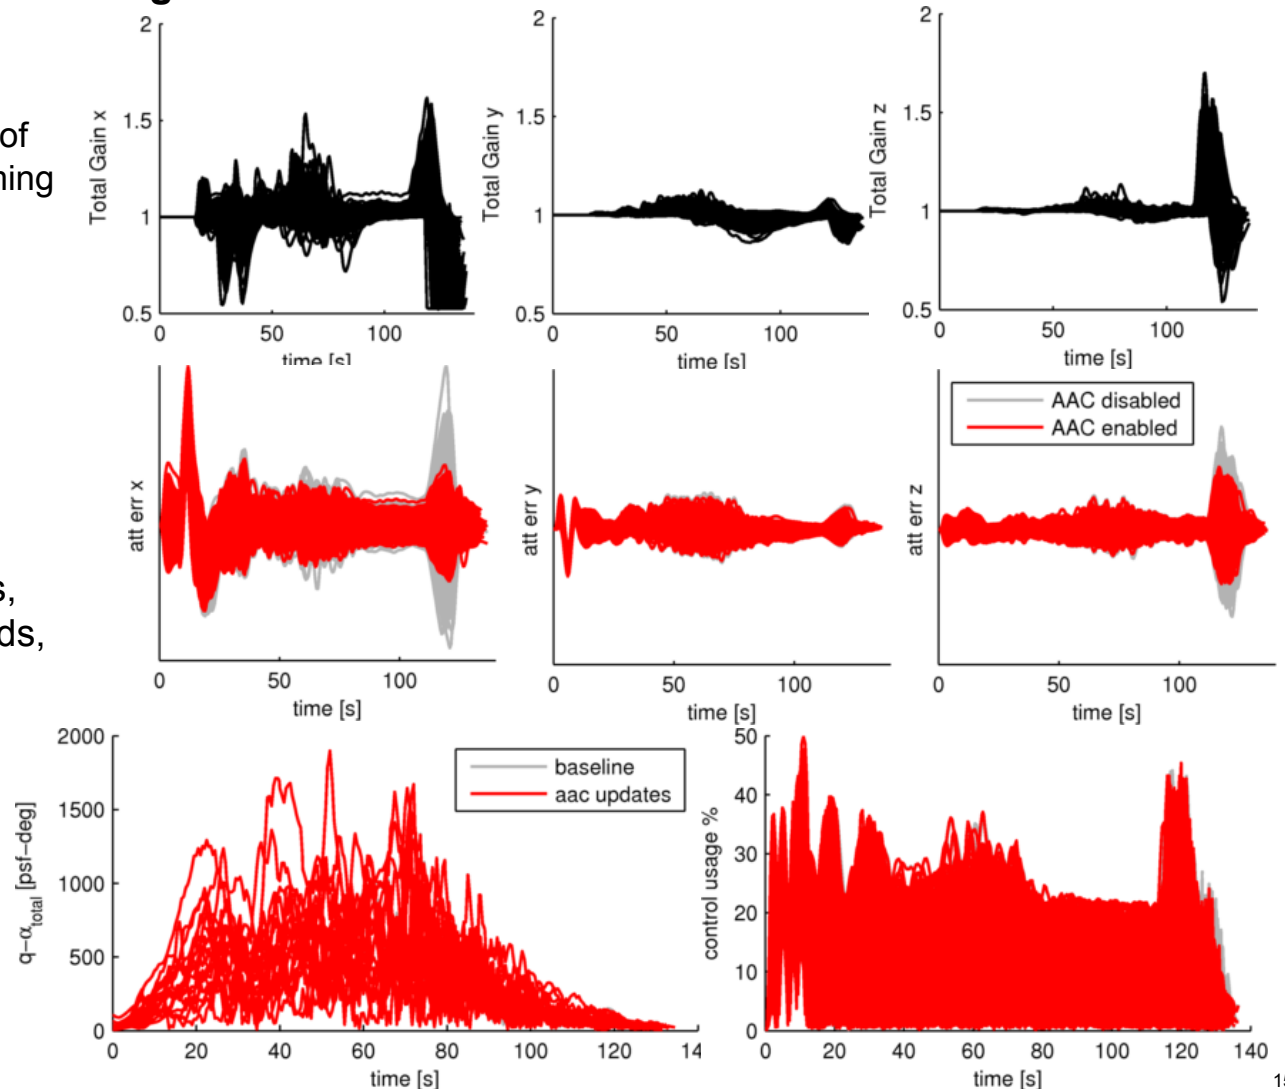 g
of
ning
s,
ds,
2
1.5
1
0.5
Total Gain x
0 50 100
time [s]
2
1.5
1
0.5
Total Gain y
0 50 100
time [s]
2
1.5
1
0.5
Total Gain z
0 50 100
time [s]
att err x
0 50 100
time [s]
att err y
0 50 100
time [s]
AAC disabled
AAC enabled
att err z
0 50 100
time [s]
2000
1500
1000
500
0
q−α_total [psf−deg]
baseline
aac updates
0 20 40 60 80 100 120 14
time [s]
50
40
30
20
10
0
control usage %
0 20 40 60 80 100 120 140
time [s]